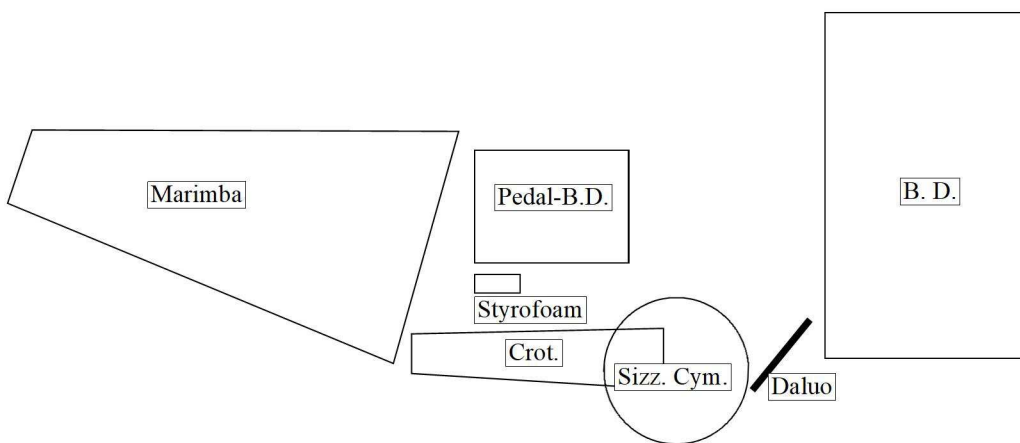 Marimba
Pedal-B.D.
B. D.
Styrofoam
Crot.
Sizz. Cym.
Daluo